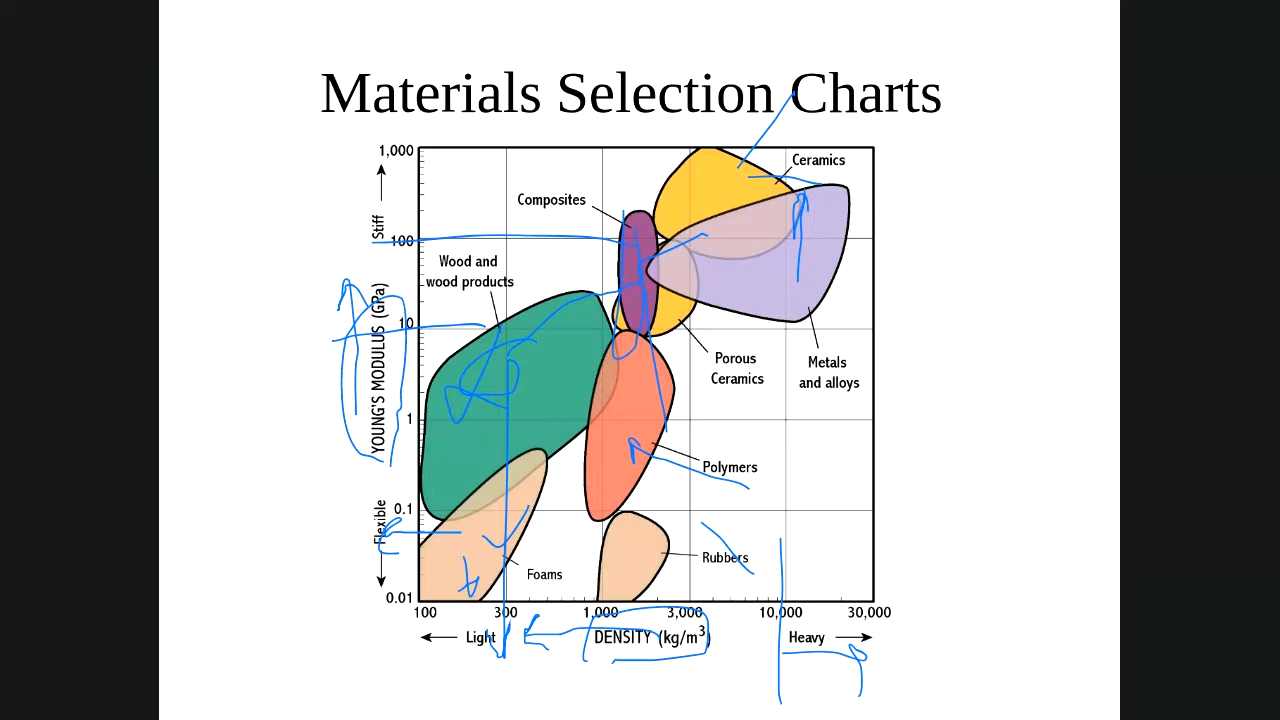 Materials Selection Charts
1,000
Ceramics
Composites
Stiff
100
Wood and
wood products
YOUNG'S MODULUS (GPa)
10
Porous
Ceramics
Metals
and alloys
1
Polymers
Flexible
0.1
Rubbers
Foams
0.01
100 300 1,000 3,000 10,000 30,000
Light DENSITY (kg/m³) Heavy